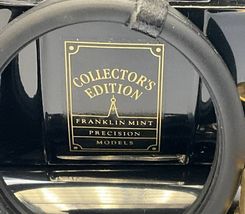 COLLECTOR'S
EDITION
FRANKLIN MINT
PRECISION
MODELS